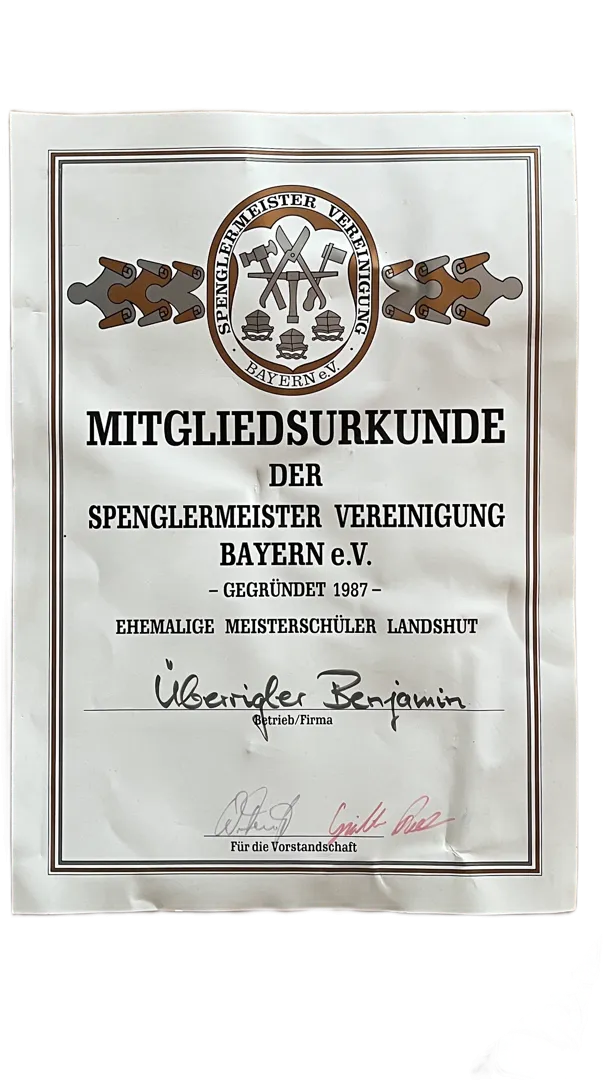 SPENGLERMEISTER VEREINIGUNG
· BAYERN e.V. ·
MITGLIEDSURKUNDE
DER
SPENGLERMEISTER VEREINIGUNG
BAYERN e.V.
– GEGRÜNDET 1987 –
EHEMALIGE MEISTERSCHÜLER LANDSHUT
Überrigler Benjamin
Betrieb/Firma
Für die Vorstandschaft